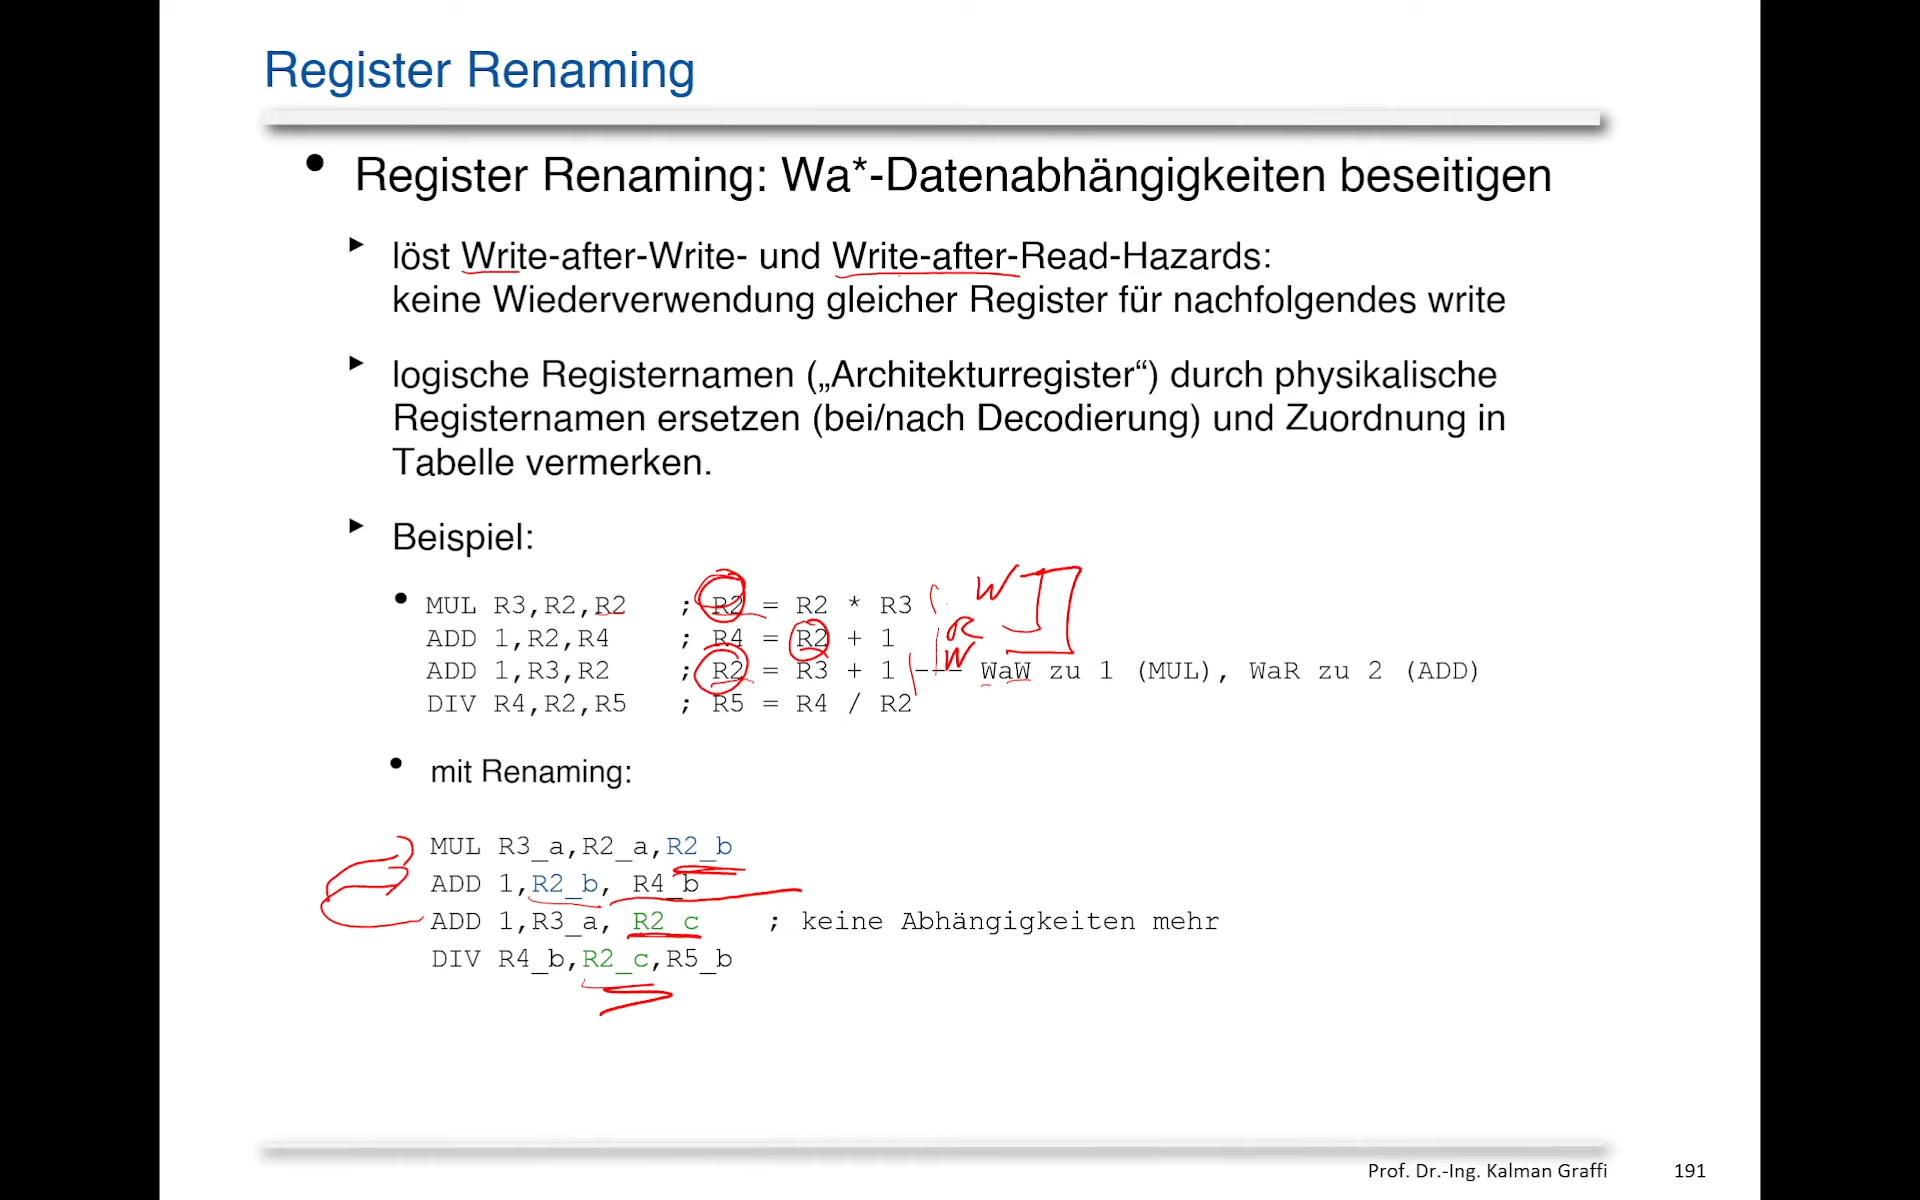 Register Renaming
• Register Renaming: Wa*-Datenabhängigkeiten beseitigen
▸ löst Write-after-Write- und Write-after-Read-Hazards:
keine Wiederverwendung gleicher Register für nachfolgendes write
▸ logische Registernamen („Architekturregister“) durch physikalische
Registernamen ersetzen (bei/nach Decodierung) und Zuordnung in
Tabelle vermerken.
▸ Beispiel:
• MUL R3,R2,R2 ; R2 = R2 * R3 W
ADD 1,R2,R4 ; R4 = R2 + 1 R
ADD 1,R3,R2 ; R2 = R3 + 1 --- W WaW zu 1 (MUL), WaR zu 2 (ADD)
DIV R4,R2,R5 ; R5 = R4 / R2
• mit Renaming:
MUL R3_a,R2_a,R2_b
ADD 1,R2_b, R4_b
ADD 1,R3_a, R2_c ; keine Abhängigkeiten mehr
DIV R4_b,R2_c,R5_b
Prof. Dr.-Ing. Kalman Graffi 191